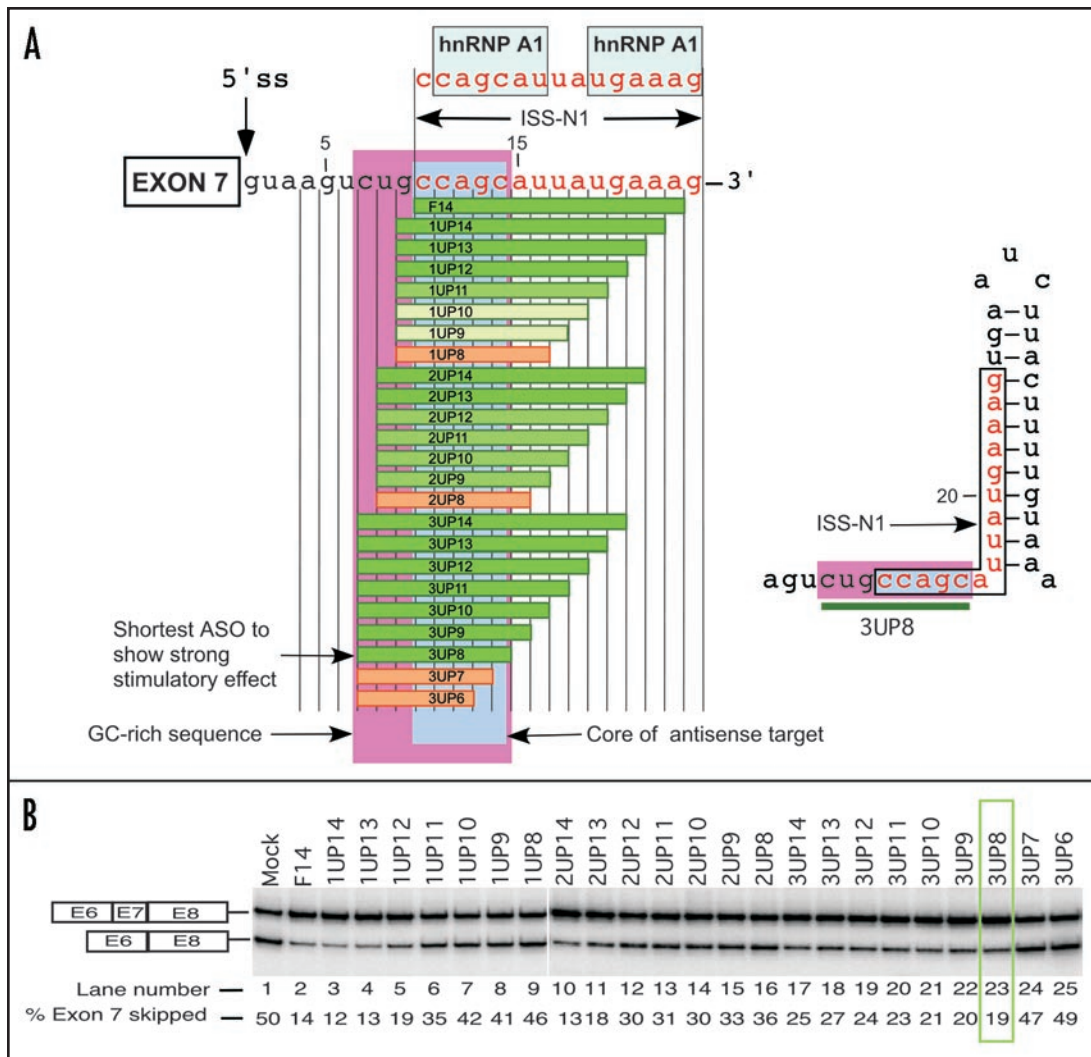 A
hnRNP A1 hnRNP A1
ccagcauuaugaaag
5'ss
ISS-N1
5 15
EXON 7 guaagucugccagcauuaugaaag–3'
F14
1UP14
1UP13
1UP12
1UP11
1UP10
1UP9
1UP8
2UP14
2UP13
2UP12
2UP11
2UP10
2UP9
2UP8
3UP14
3UP13
3UP12
3UP11
3UP10
3UP9
3UP8
3UP7
3UP6
Shortest ASO to
show strong
stimulatory effect
GC-rich sequence
Core of antisense target
u
a c
a–u
g–u
u–a
g–c
a–u
a–u
a–u
g–u
20 u–g
a–u
ISS-N1
u–a
u–a
agucugccagca a
3UP8
B
Mock F14 1UP14 1UP13 1UP12 1UP11 1UP10 1UP9 1UP8 2UP14 2UP13 2UP12 2UP11 2UP10 2UP9 2UP8 3UP14 3UP13 3UP12 3UP11 3UP10 3UP9 3UP8 3UP7 3UP6
E6 E7 E8
E6 E8
Lane number 1 2 3 4 5 6 7 8 9 10 11 12 13 14 15 16 17 18 19 20 21 22 23 24 25
% Exon 7 skipped 50 14 12 13 19 35 42 41 46 13 18 30 31 30 33 36 25 27 24 23 21 20 19 47 49